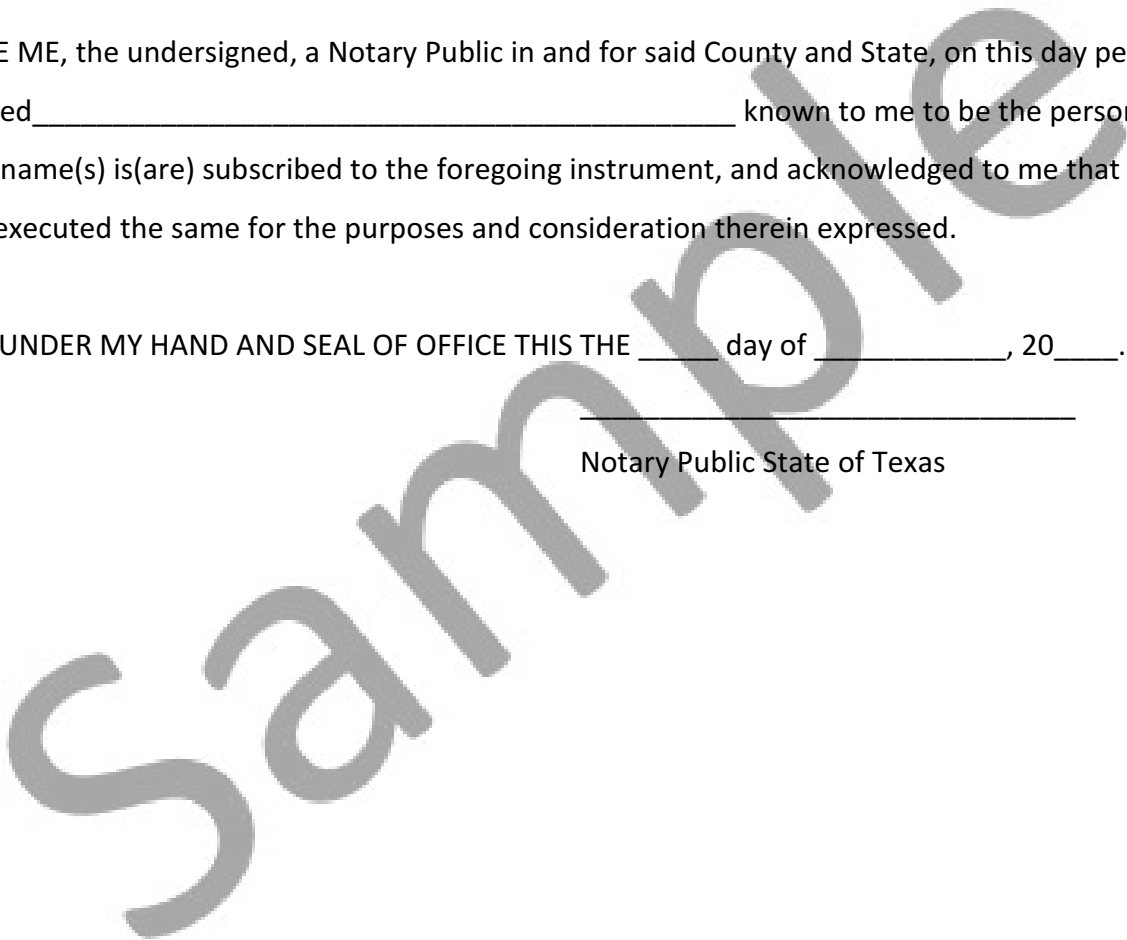 E ME, the undersigned, a Notary Public in and for said County and State, on this day pe
ed____________________________________________ known to me to be the person
name(s) is(are) subscribed to the foregoing instrument, and acknowledged to me that
executed the same for the purposes and consideration therein expressed.
UNDER MY HAND AND SEAL OF OFFICE THIS THE _____ day of ____________, 20____.
_______________________________
Notary Public State of Texas
Sample